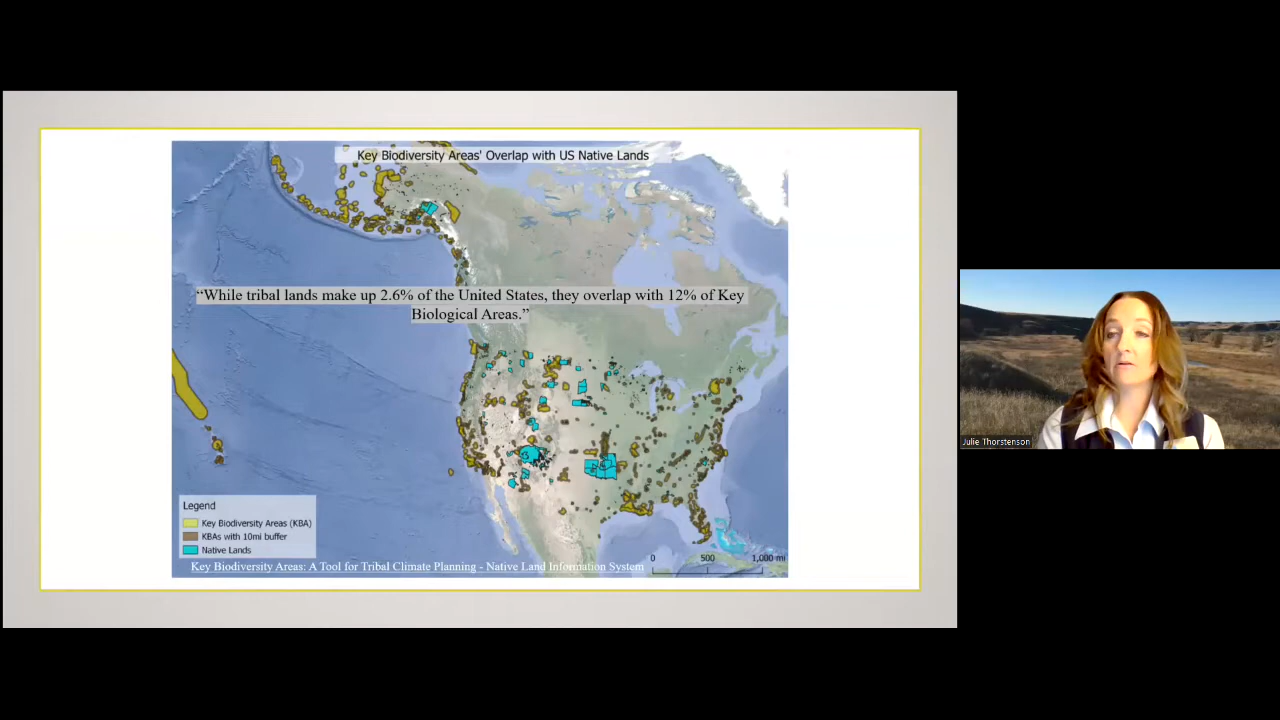 Key Biodiversity Areas' Overlap with US Native Lands
“While tribal lands make up 2.6% of the United States, they overlap with 12% of Key
Biological Areas.”
Legend
Key Biodiversity Areas (KBA)
KBAs with 10mi buffer
Native Lands
0 500 1,000 mi
Key Biodiversity Areas: A Tool for Tribal Climate Planning - Native Land Information System
Julie Thorstenson